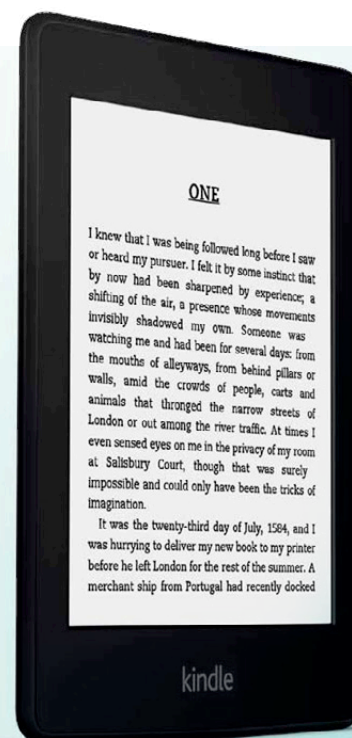 ONE
I knew that I was being followed long before I saw
or heard my pursuer. I felt it by some instinct that
by now had been sharpened by experience; a
shifting of the air, a presence whose movements
invisibly shadowed my own. Someone was
watching me and had been for several days: from
the mouths of alleyways, from behind pillars or
walls, amid the crowds of people, carts and
animals that thronged the narrow streets of
London or out among the river traffic. At times I
even sensed eyes on me in the privacy of my room
at Salisbury Court, though that was surely
impossible and could only have been the tricks of
imagination.
It was the twenty-third day of July, 1584, and I
was hurrying to deliver my new book to my printer
before he left London for the rest of the summer. A
merchant ship from Portugal had recently docked
kindle